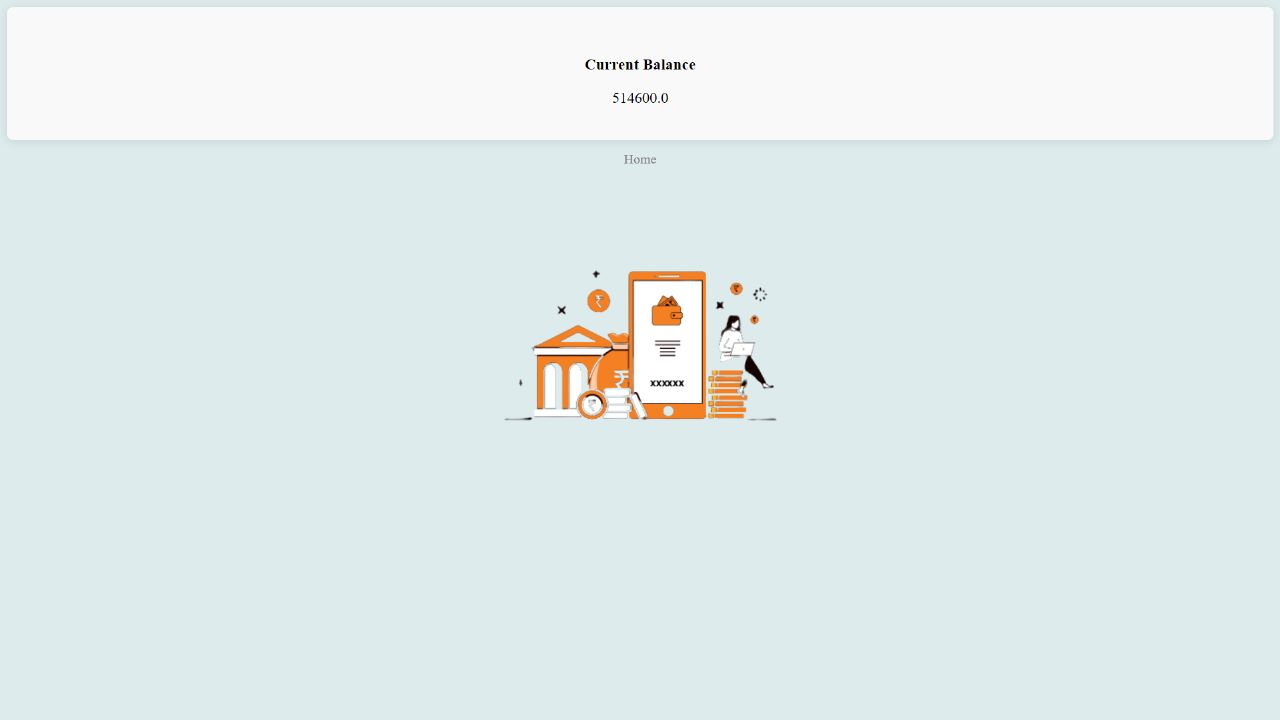 Current Balance
514600.0
Home
₹
₹
₹
₹
₹
xxxxxx